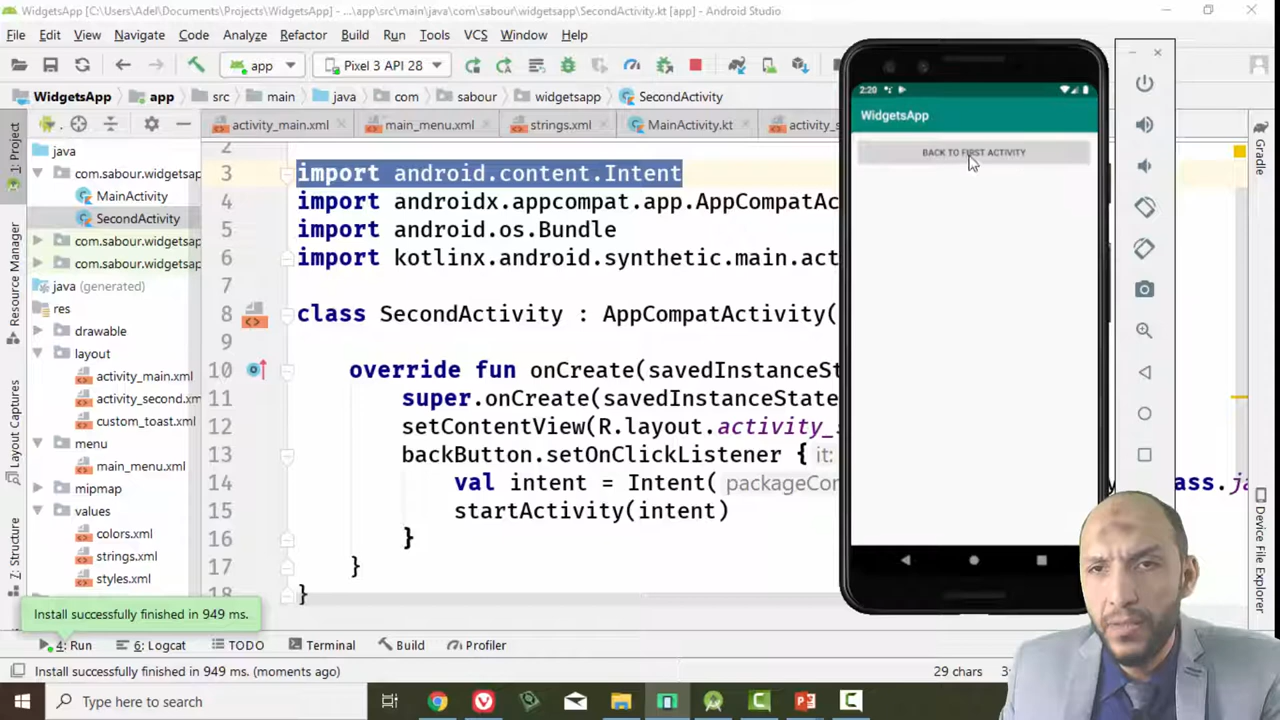 WidgetsApp [C:\Users\Adel\Documents\Projects\WidgetsApp] - ...\app\src\main\java\com\sabour\widgetsapp\SecondActivity.kt [app] - Android Studio
File Edit View Navigate Code Analyze Refactor Build Run Tools VCS Window Help
app Pixel 3 API 28
WidgetsApp app src main java com sabour widgetsapp SecondActivity
activity_main.xml main_menu.xml strings.xml MainActivity.kt activity_s
1: Project
Resource Manager
Layout Captures
Z: Structure
java
com.sabour.widgetsap
MainActivity
SecondActivity
com.sabour.widgetsap
com.sabour.widgetsap
java (generated)
res
drawable
layout
activity_main.xml
activity_second.xm
custom_toast.xml
menu
main_menu.xml
mipmap
values
colors.xml
strings.xml
styles.xml
2
3 import android.content.Intent
4 import androidx.appcompat.app.AppCompatAc
5 import android.os.Bundle
6 import kotlinx.android.synthetic.main.act
7
8 class SecondActivity : AppCompatActivity(
9
10 override fun onCreate(savedInstanceSt
11 super.onCreate(savedInstanceState
12 setContentView(R.layout.activity_s
13 backButton.setOnClickListener { it:
14 val intent = Intent( packageCon
ass.ja
15 startActivity(intent)
16 }
17 }
18 }
2:20
WidgetsApp
BACK TO FIRST ACTIVITY
Gradle
Device File Explorer
Install successfully finished in 949 ms.
4: Run 6: Logcat TODO Terminal Build Profiler
Install successfully finished in 949 ms. (moments ago) 29 chars 3:
Type here to search